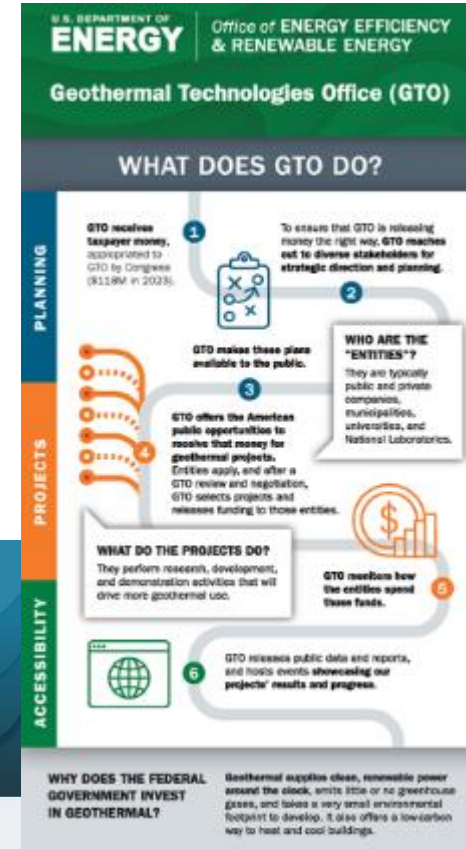 U.S. DEPARTMENT OF
ENERGY
Office of ENERGY EFFICIENCY
& RENEWABLE ENERGY
Geothermal Technologies Office (GTO)
WHAT DOES GTO DO?
PLANNING
GTO receives
taxpayer money,
appropriated to
GTO by Congress
($118M in 2023).
1
To ensure that GTO is releasing
money the right way, GTO reaches
out to diverse stakeholders for
strategic direction and planning.
2
GTO makes these plans
available to the public.
3
WHO ARE THE
"ENTITIES"?
They are typically
public and private
companies,
municipalities,
universities, and
National Laboratories.
PROJECTS
GTO offers the American
public opportunities to
receive that money for
geothermal projects.
Entities apply, and after a
GTO review and negotiation,
GTO selects projects and
releases funding to those entities.
4
WHAT DO THE PROJECTS DO?
They perform research, development,
and demonstration activities that will
drive more geothermal use.
$
GTO monitors how
the entities spend
those funds.
5
ACCESSIBILITY
6
GTO releases public data and reports,
and hosts events showcasing our
projects' results and progress.
WHY DOES THE FEDERAL
GOVERNMENT INVEST
IN GEOTHERMAL?
Geothermal supplies clean, renewable power
around the clock, emits little or no greenhouse
gases, and takes a very small environmental
footprint to develop. It also offers a low-carbon
way to heat and cool buildings.